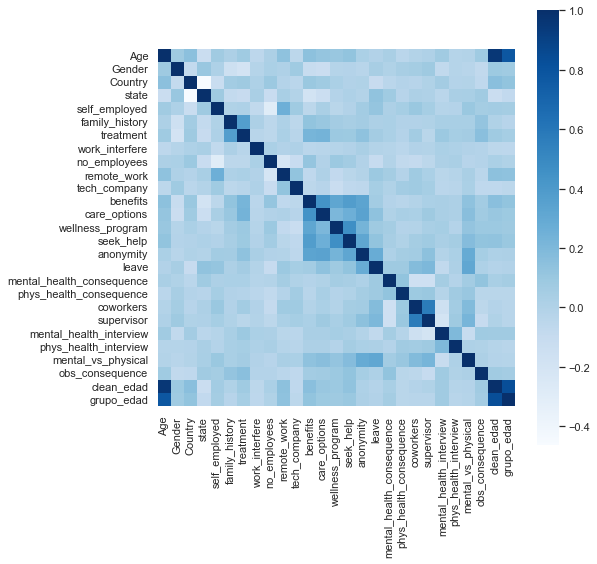 Age
Gender
Country
state
self_employed
family_history
treatment
work_interfere
no_employees
remote_work
tech_company
benefits
care_options
wellness_program
seek_help
anonymity
leave
mental_health_consequence
phys_health_consequence
coworkers
supervisor
mental_health_interview
phys_health_interview
mental_vs_physical
obs_consequence
clean_edad
grupo_edad
Age
Gender
Country
state
self_employed
family_history
treatment
work_interfere
no_employees
remote_work
tech_company
benefits
care_options
wellness_program
seek_help
anonymity
leave
mental_health_consequence
phys_health_consequence
coworkers
supervisor
mental_health_interview
phys_health_interview
mental_vs_physical
obs_consequence
clean_edad
grupo_edad
1.0
0.8
0.6
0.4
0.2
0.0
−0.2
−0.4